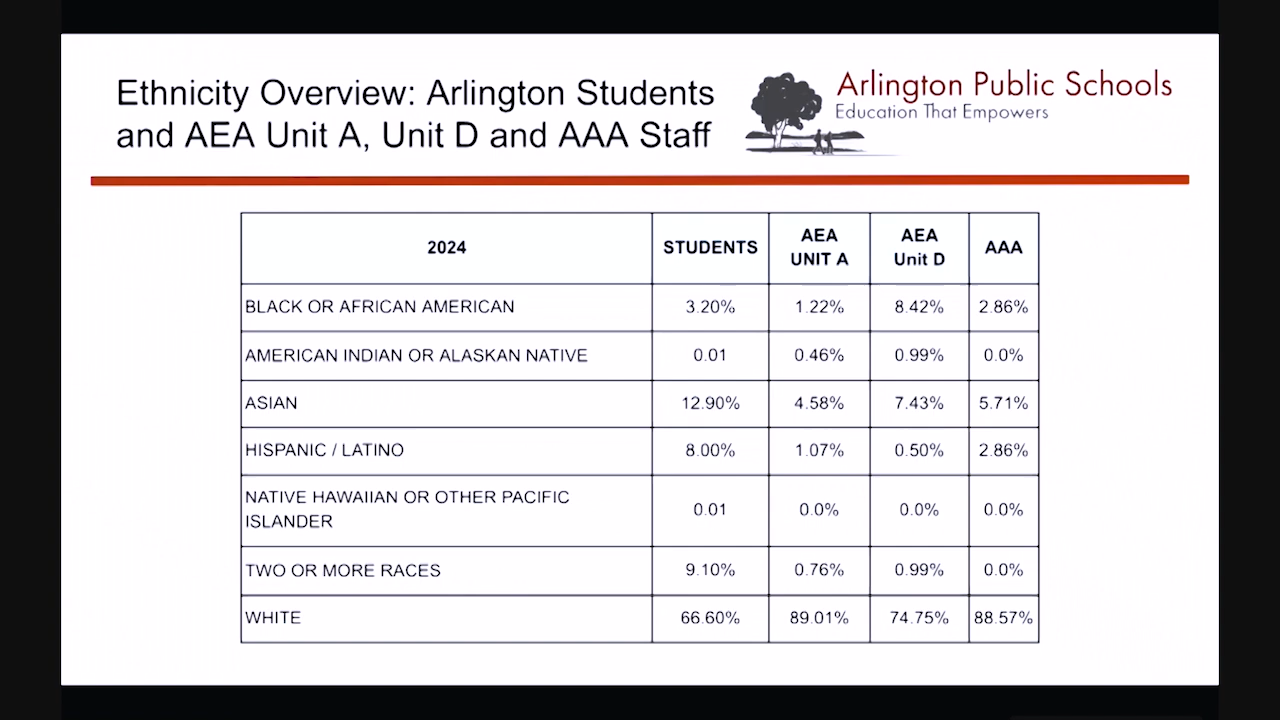 Ethnicity Overview: Arlington Students
and AEA Unit A, Unit D and AAA Staff
Arlington Public Schools
Education That Empowers
2024 STUDENTS AEA UNIT A AEA Unit D AAA
BLACK OR AFRICAN AMERICAN 3.20% 1.22% 8.42% 2.86%
AMERICAN INDIAN OR ALASKAN NATIVE 0.01 0.46% 0.99% 0.0%
ASIAN 12.90% 4.58% 7.43% 5.71%
HISPANIC / LATINO 8.00% 1.07% 0.50% 2.86%
NATIVE HAWAIIAN OR OTHER PACIFIC
ISLANDER 0.01 0.0% 0.0% 0.0%
TWO OR MORE RACES 9.10% 0.76% 0.99% 0.0%
WHITE 66.60% 89.01% 74.75% 88.57%